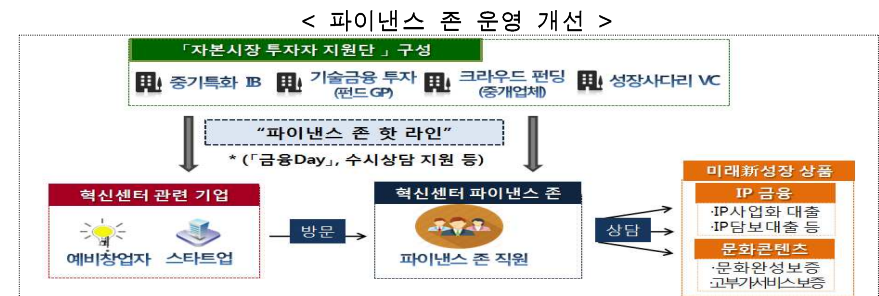 < 파이낸스 존 운영 개선 >
「자본시장 투자자 지원단 」 구성
중기특화 IB
기술금융 투자
(펀드GP)
크라우드 펀딩
(중개업체)
성장사다리 VC
“파이낸스 존 핫 라인”
* (「금융Day」, 수시상담 지원 등)
혁신센터 관련 기업
예비창업자
스타트업
방문
혁신센터 파이낸스 존
파이낸스 존 직원
상담
미래新성장 상품
IP 금융
·IP사업화 대출
·IP담보대출 등
문화콘텐츠
·문화완성보증
·고부가서비스보증